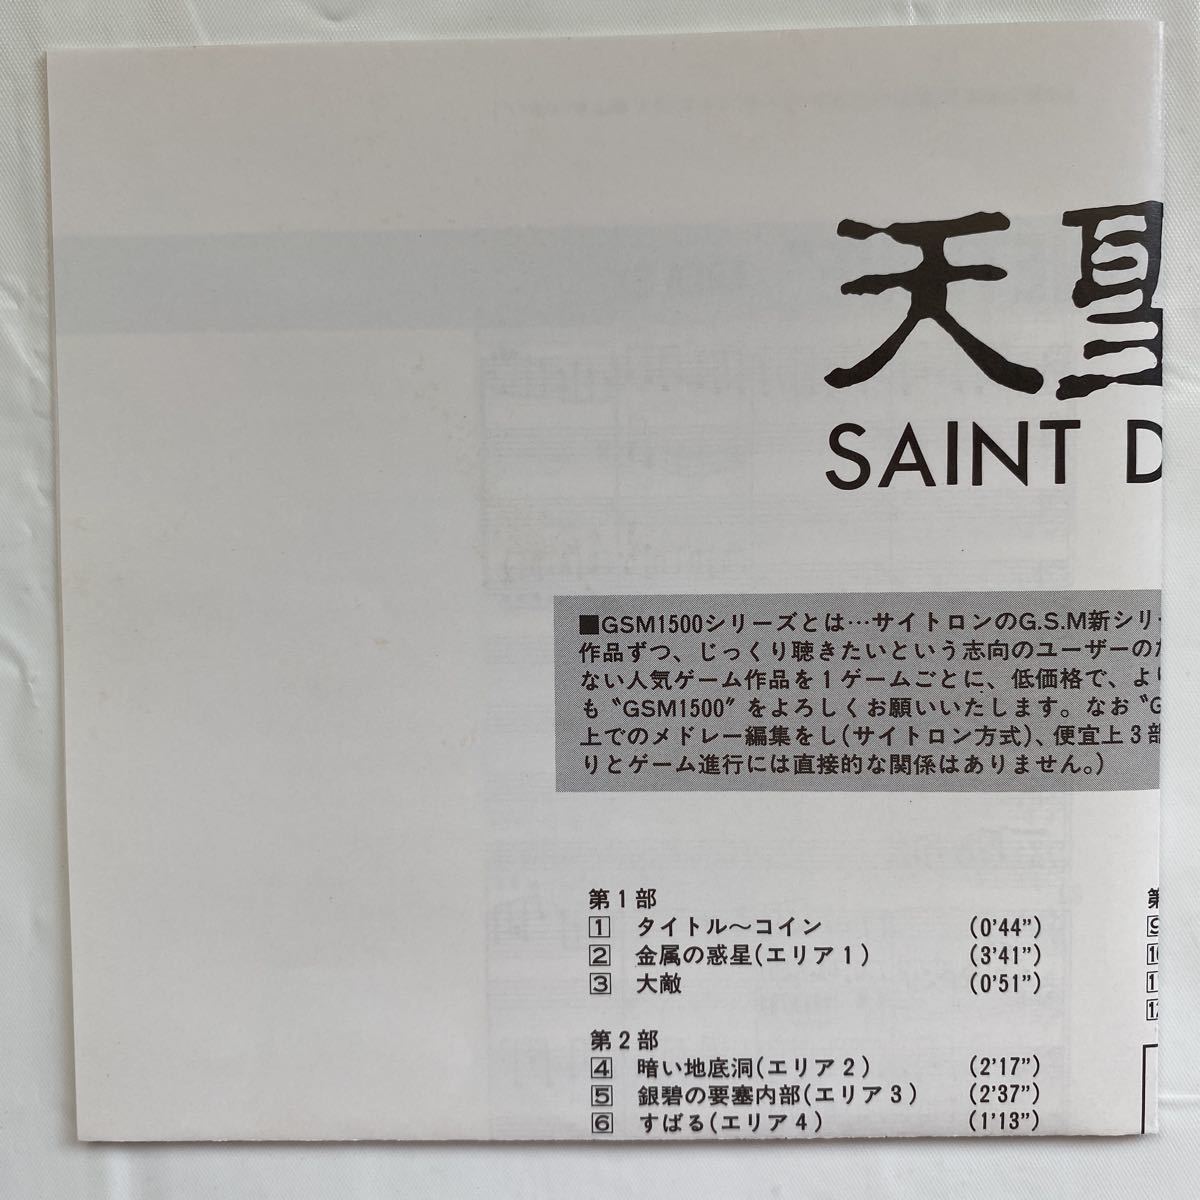 天聖
SAINT D
■GSM1500シリーズとは…サイトロンのG.S.M新シリー
作品ずつ、じっくり聴きたいという志向のユーザーのた
ない人気ゲーム作品を1ゲームごとに、低価格で、より
も〝GSM1500〞をよろしくお願いいたします。なお〝G
上でのメドレー編集をし(サイトロン方式)、便宜上3部
りとゲーム進行には直接的な関係はありません。)
第1部
1 タイトル〜コイン (0'44")
2 金属の惑星(エリア1) (3'41")
3 大敵 (0'51")
第2部
4 暗い地底洞(エリア2) (2'17")
5 銀碧の要塞内部(エリア3) (2'37")
6 すばる(エリア4) (1'13")
第
9
10
11
12